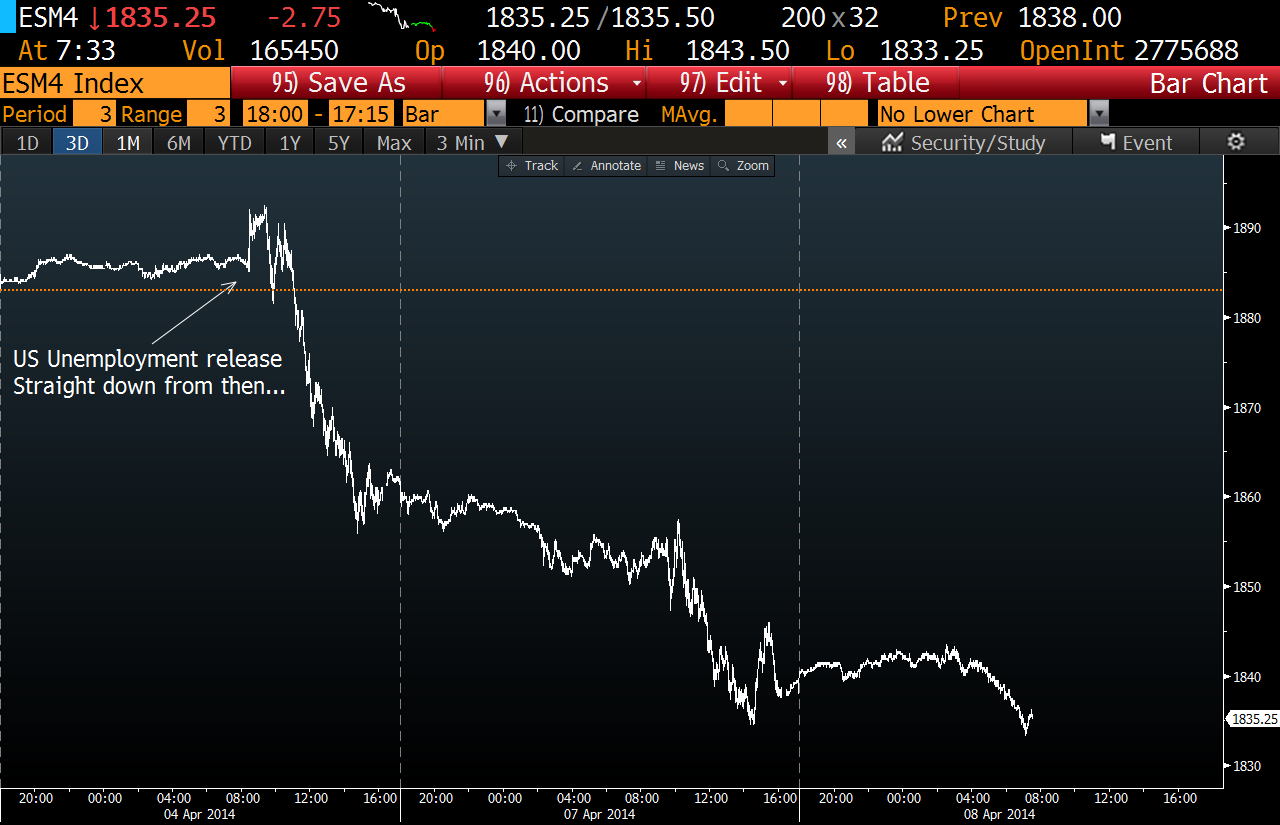 ESM4 ↓1835.25 -2.75 1835.25/1835.50 200x32 Prev 1838.00
At 7:33 Vol 165450 Op 1840.00 Hi 1843.50 Lo 1833.25 OpenInt 2775688
ESM4 Index 95) Save As 96) Actions 97) Edit 98) Table Bar Chart
Period 3 Range 3 18:00 - 17:15 Bar 11) Compare MAvg. No Lower Chart
1D 3D 1M 6M YTD 1Y 5Y Max 3 Min ▼ « Security/Study Event
Track Annotate News Zoom
1890
1880
US Unemployment release
Straight down from then...
1870
1860
1850
1840
1835.25
1830
20:00 00:00 04:00 08:00 12:00 16:00 20:00 00:00 04:00 08:00 12:00 16:00 20:00 00:00 04:00 08:00 12:00 16:00
04 Apr 2014 07 Apr 2014 08 Apr 2014